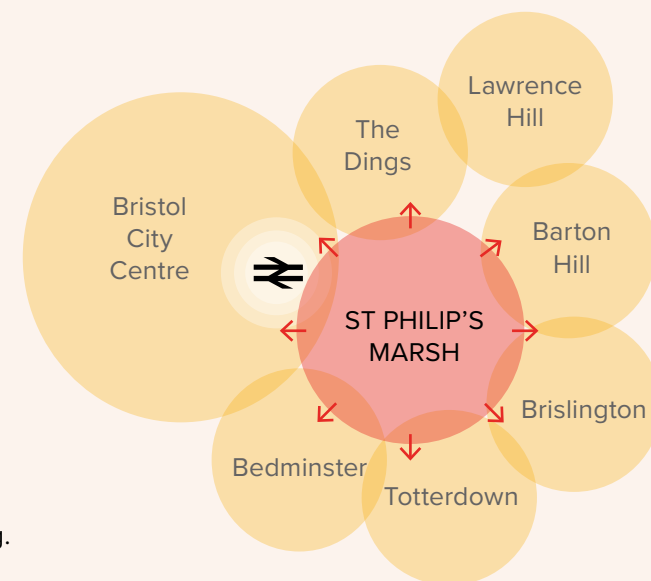 Lawrence
Hill
The
Dings
Bristol
City
Centre
Barton
Hill
ST PHILIP’S
MARSH
Brislington
Bedminster
Totterdown